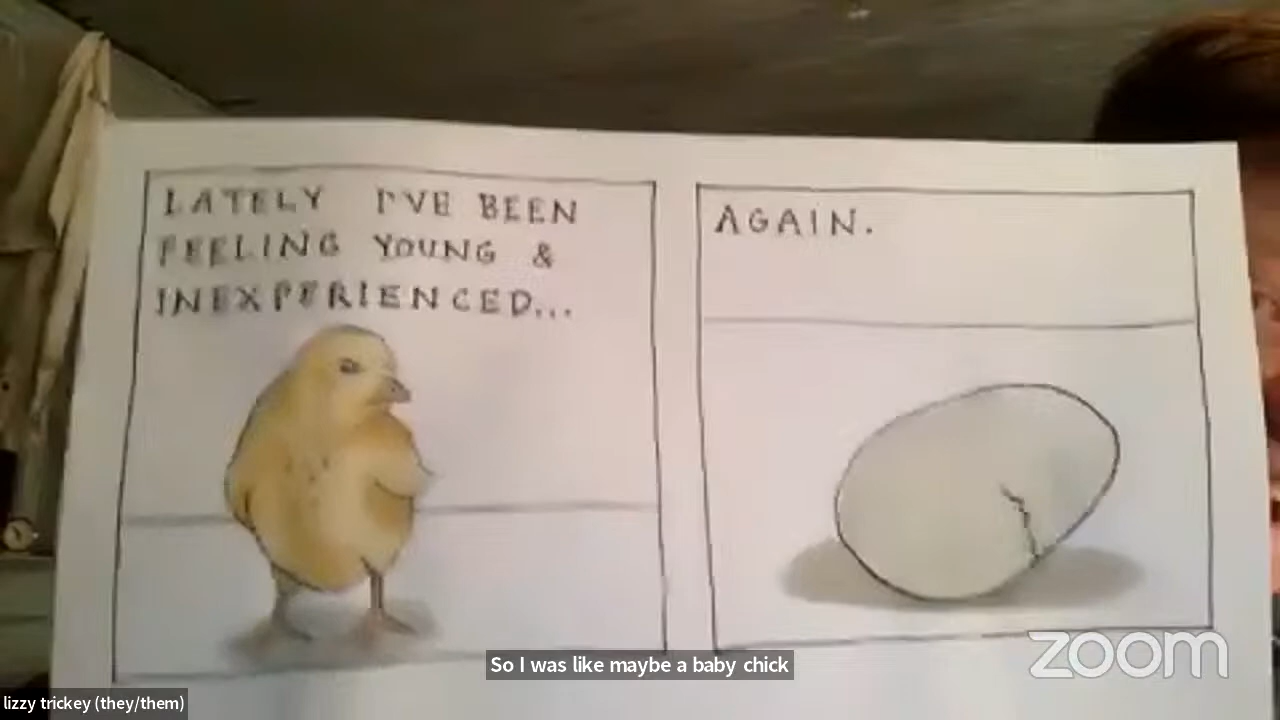 LATELY I'VE BEEN
FEELING YOUNG &
INEXPERIENCED...
AGAIN.
So I was like maybe a baby chick
zoom
lizzy trickey (they/them)